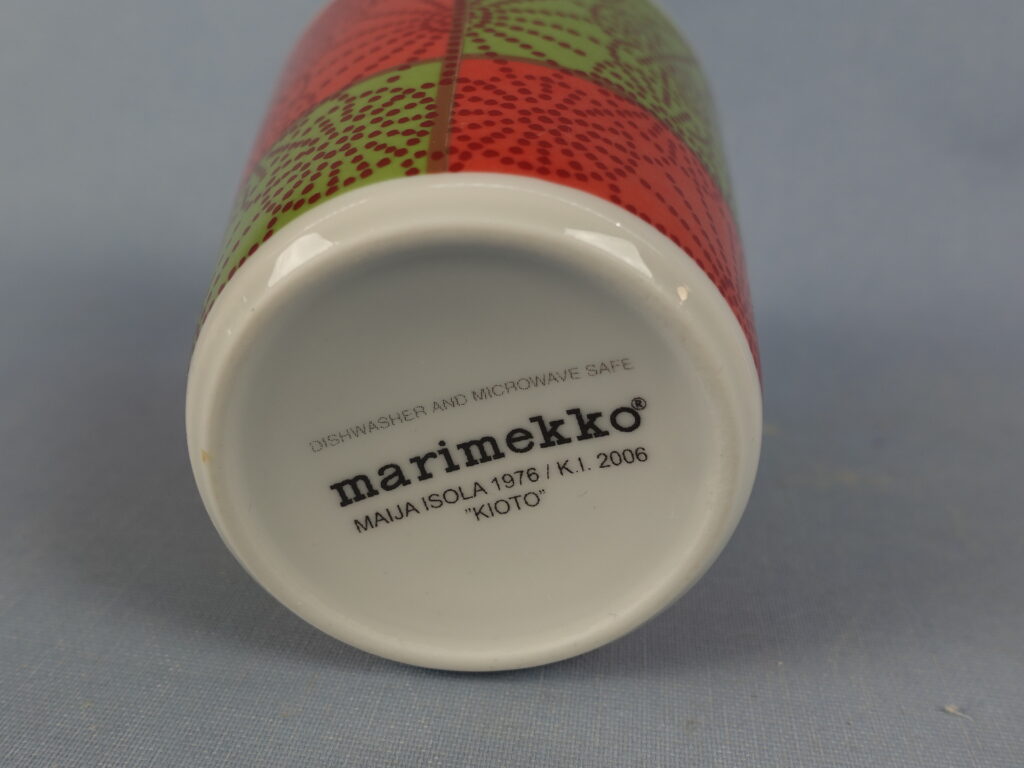 DISHWASHER AND MICROWAVE SAFE
marimekko®
MAIJA ISOLA 1976 / K.I. 2006
"KIOTO"